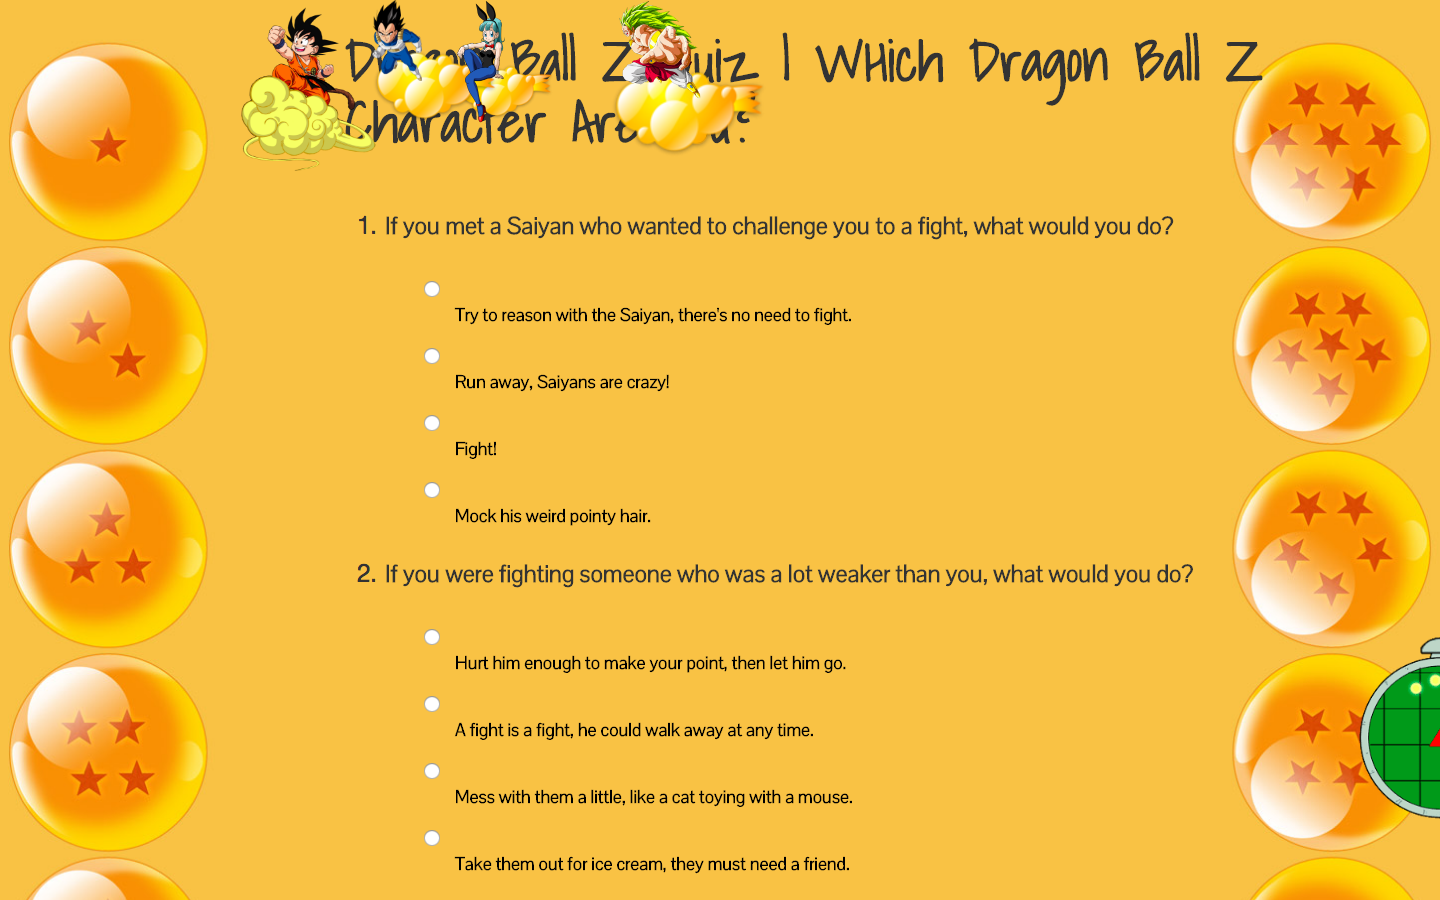 Dragon Ball Z Quiz | Which Dragon Ball Z
Character Are You?
1. If you met a Saiyan who wanted to challenge you to a fight, what would you do?
Try to reason with the Saiyan, there's no need to fight.
Run away, Saiyans are crazy!
Fight!
Mock his weird pointy hair.
2. If you were fighting someone who was a lot weaker than you, what would you do?
Hurt him enough to make your point, then let him go.
A fight is a fight, he could walk away at any time.
Mess with them a little, like a cat toying with a mouse.
Take them out for ice cream, they must need a friend.